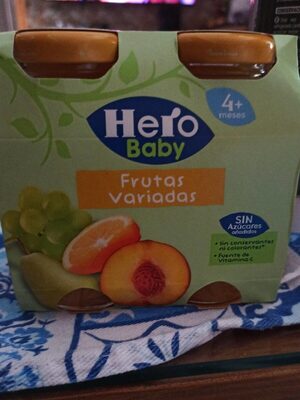 Hero
Baby
4+
meses
Frutas
Variadas
SIN
Azúcares
añadidos
• Sin conservantes
ni colorantes*
• Fuente de
Vitamina C